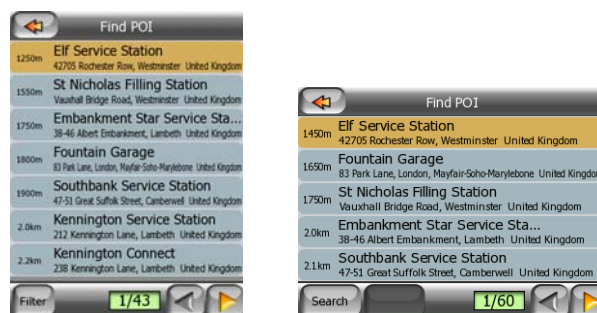 Find POI
1250m Elf Service Station
42705 Rochester Row, Westminster United Kingdom
1550m St Nicholas Filling Station
Vauxhall Bridge Road, Westminster United Kingdom
1750m Embankment Star Service Sta...
38-46 Albert Embankment, Lambeth United Kingdom
1800m Fountain Garage
83 Park Lane, London, Mayfair-Soho-Marylebone United Kingdom
1900m Southbank Service Station
47-51 Great Suffolk Street, Camberwell United Kingdom
2.0km Kennington Service Station
212 Kennington Lane, Lambeth United Kingdom
2.2km Kennington Connect
238 Kennington Lane, Lambeth United Kingdom
Filter 1/43
Find POI
1450m Elf Service Station
42705 Rochester Row, Westminster United Kingdom
1650m Fountain Garage
83 Park Lane, London, Mayfair-Soho-Marylebone United Kingdo
1750m St Nicholas Filling Station
Vauxhall Bridge Road, Westminster United Kingdom
2.0km Embankment Star Service Sta...
38-46 Albert Embankment, Lambeth United Kingdom
2.1km Southbank Service Station
47-51 Great Suffolk Street, Camberwell United Kingdom
Search 1/60